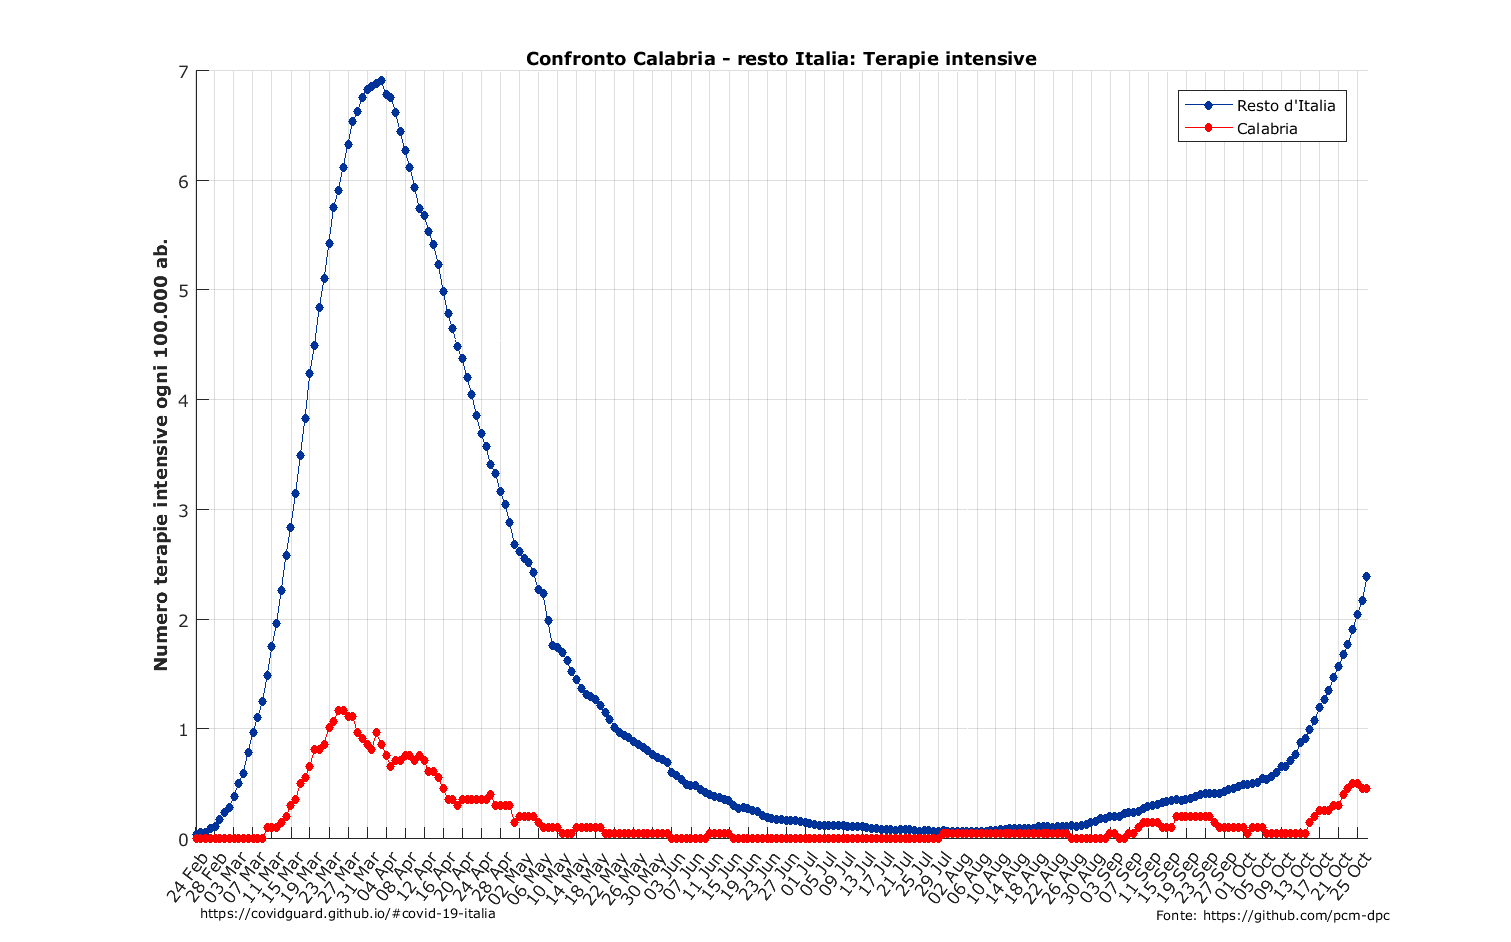 Confronto Calabria - resto Italia: Terapie intensive
Resto d'Italia
Calabria
Numero terapie intensive ogni 100.000 ab.
7
6
5
4
3
2
1
0
24 Feb
28 Feb
03 Mar
07 Mar
11 Mar
15 Mar
19 Mar
23 Mar
27 Mar
31 Mar
04 Apr
08 Apr
12 Apr
16 Apr
20 Apr
24 Apr
28 Apr
02 May
06 May
10 May
14 May
18 May
22 May
26 May
30 May
03 Jun
07 Jun
11 Jun
15 Jun
19 Jun
23 Jun
27 Jun
01 Jul
05 Jul
09 Jul
13 Jul
17 Jul
21 Jul
25 Jul
29 Jul
02 Aug
06 Aug
10 Aug
14 Aug
18 Aug
22 Aug
26 Aug
30 Aug
03 Sep
07 Sep
11 Sep
15 Sep
19 Sep
23 Sep
27 Sep
01 Oct
05 Oct
09 Oct
13 Oct
17 Oct
21 Oct
25 Oct
https://covidguard.github.io/#covid-19-italia
Fonte: https://github.com/pcm-dpc